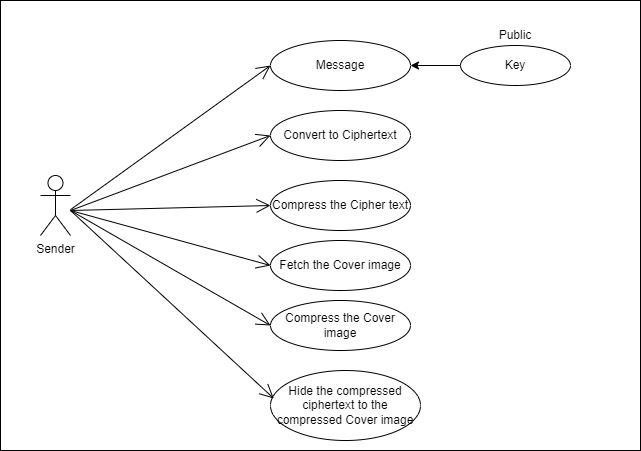 Public
Message
Key
Convert to Ciphertext
Compress the Cipher text
Sender
Fetch the Cover image
Compress the Cover
image
Hide the compressed
ciphertext to the
compressed Cover image